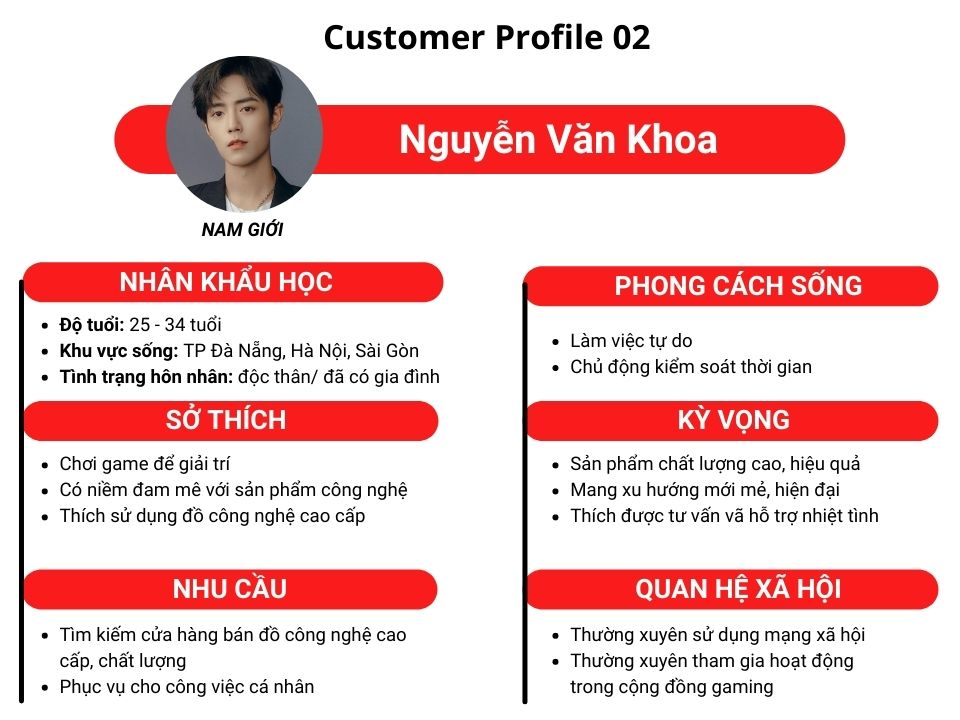 Customer Profile 02
Nguyễn Văn Khoa
NAM GIỚI
NHÂN KHẨU HỌC
Độ tuổi: 25 - 34 tuổi
Khu vực sống: TP Đà Nẵng, Hà Nội, Sài Gòn
Tình trạng hôn nhân: độc thân/ đã có gia đình
SỞ THÍCH
Chơi game để giải trí
Có niềm đam mê với sản phẩm công nghệ
Thích sử dụng đồ công nghệ cao cấp
NHU CẦU
Tìm kiếm cửa hàng bán đồ công nghệ cao
cấp, chất lượng
Phục vụ cho công việc cá nhân
PHONG CÁCH SỐNG
Làm việc tự do
Chủ động kiểm soát thời gian
KỲ VỌNG
Sản phẩm chất lượng cao, hiệu quả
Mang xu hướng mới mẻ, hiện đại
Thích được tư vấn vã hỗ trợ nhiệt tình
QUAN HỆ XÃ HỘI
Thường xuyên sử dụng mạng xã hội
Thường xuyên tham gia hoạt động
trong cộng đồng gaming